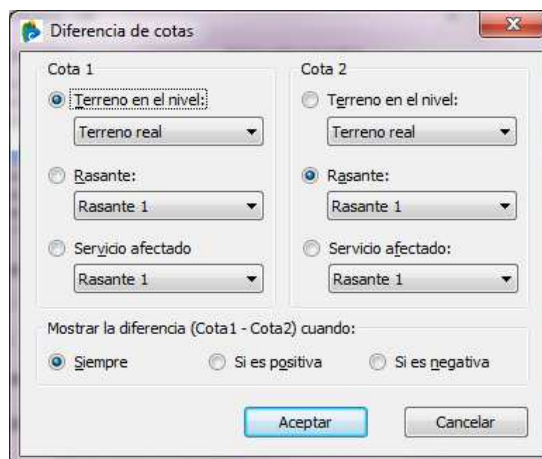 Diferencia de cotas
Cota 1
Terreno en el nivel:
Terreno real
Rasante:
Rasante 1
Servicio afectado
Rasante 1
Cota 2
Terreno en el nivel:
Terreno real
Rasante:
Rasante 1
Servicio afectado:
Rasante 1
Mostrar la diferencia (Cota1 - Cota2) cuando:
Siempre
Si es positiva
Si es negativa
Aceptar
Cancelar